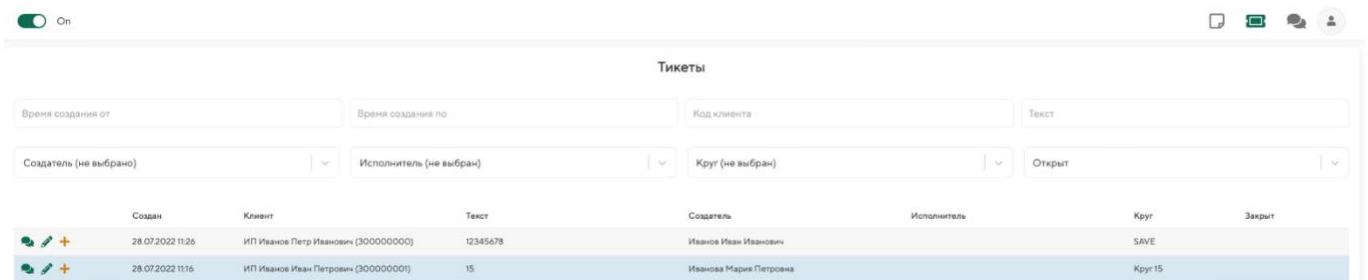 On
Тикеты
Время создания от Время создания по Код клиента Текст
Создатель (не выбрано) Исполнитель (не выбран) Круг (не выбран) Открыт
Создан Клиент Текст Создатель Исполнитель Круг Закрыт
28.07.2022 11:26 ИП Иванов Петр Иванович (300000000) 12345678 Иванов Иван Иванович SAVE
28.07.2022 11:16 ИП Иванов Иван Петрович (300000001) 15 Иванова Мария Петровна Круг 15